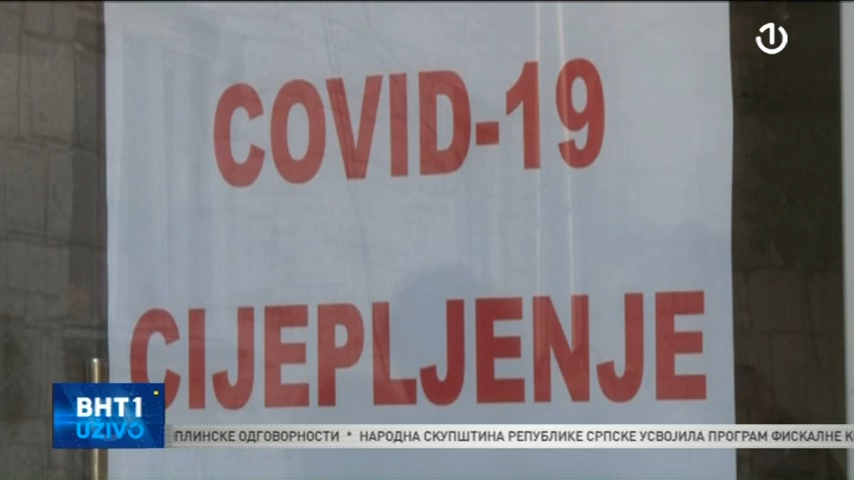 COVID-19
CIJEPLJENJE
BHT1
UŽIVO
ПЛИНСКЕ ОДГОВОРНОСТИ * НАРОДНА СКУПШТИНА РЕПУБЛИКЕ СРПСКЕ УСВОЈИЛА ПРОГРАМ ФИСКАЛНЕ К